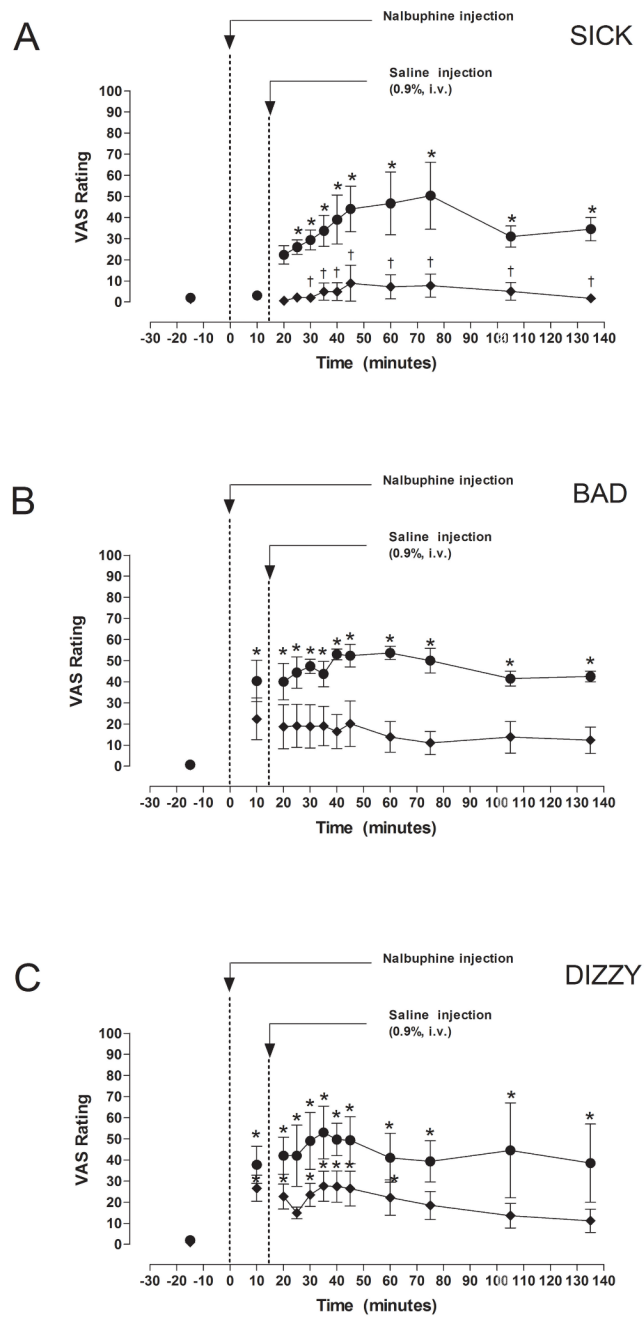 Nalbuphine injection
A
SICK
Saline injection
(0.9%, i.v.)
100
90
80
70
60
50
40
30
20
10
0
VAS Rating
* * * * * * * * *
† † † † † † † †
-30 -20 -10 0 10 20 30 40 50 60 70 80 90 100 110 120 130 140
Time (minutes)
Nalbuphine injection
B
BAD
Saline injection
(0.9%, i.v.)
100
90
80
70
60
50
40
30
20
10
0
VAS Rating
* * * * * * * * * * *
-30 -20 -10 0 10 20 30 40 50 60 70 80 90 100 110 120 130 140
Time (minutes)
Nalbuphine injection
C
DIZZY
Saline injection
(0.9%, i.v.)
100
90
80
70
60
50
40
30
20
10
0
VAS Rating
* * * * * * * * * * *
* * * * * * *
-30 -20 -10 0 10 20 30 40 50 60 70 80 90 100 110 120 130 140
Time (minutes)